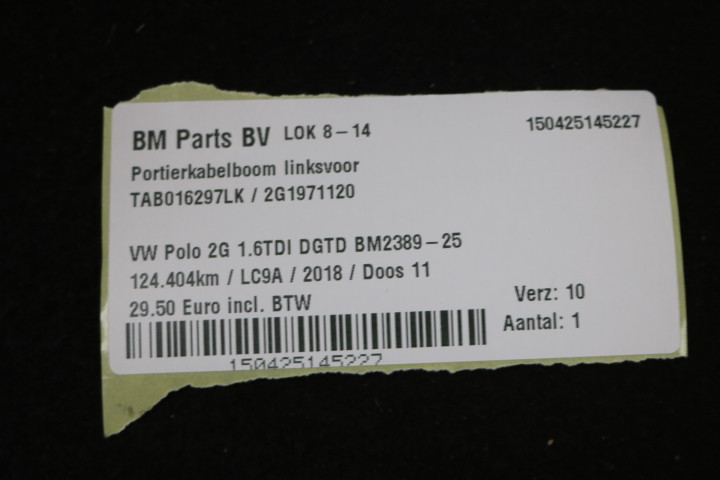 BM Parts BV LOK 8-14
150425145227
Portierkabelboom linksvoor
TAB016297LK / 2G1971120
VW Polo 2G 1.6TDI DGTD BM2389-25
124.404km / LC9A / 2018 / Doos 11
29.50 Euro incl. BTW
Verz: 10
Aantal: 1
150425145227